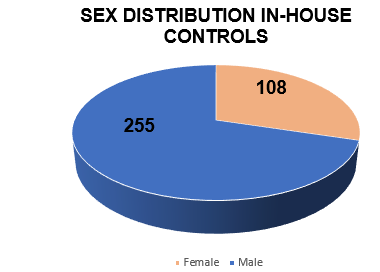 SEX DISTRIBUTION IN-HOUSE
CONTROLS
108
255
Female Male